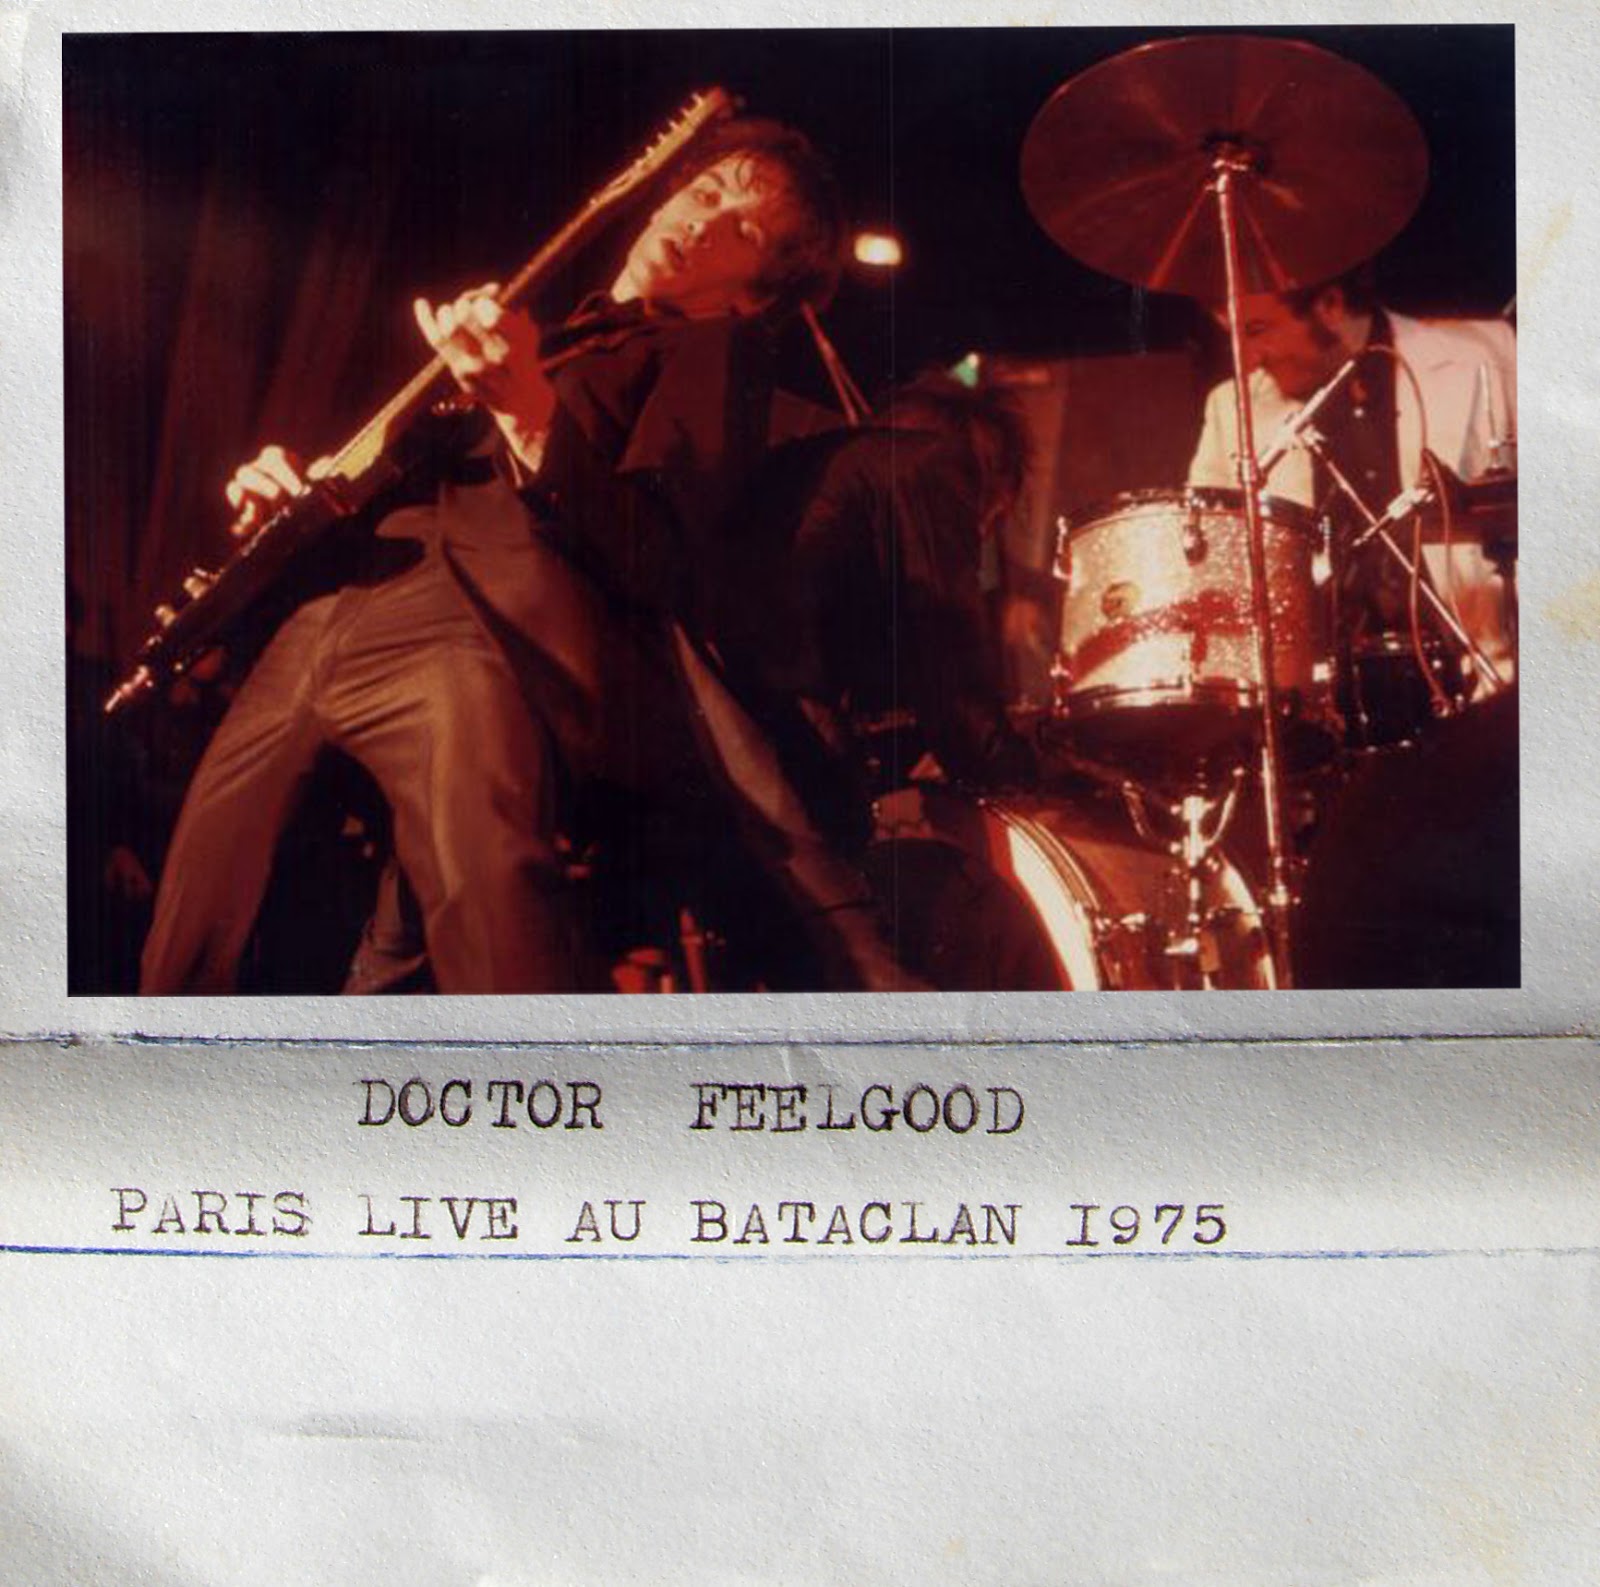 DOCTOR FEELGOOD
PARIS LIVE AU BATACLAN 1975